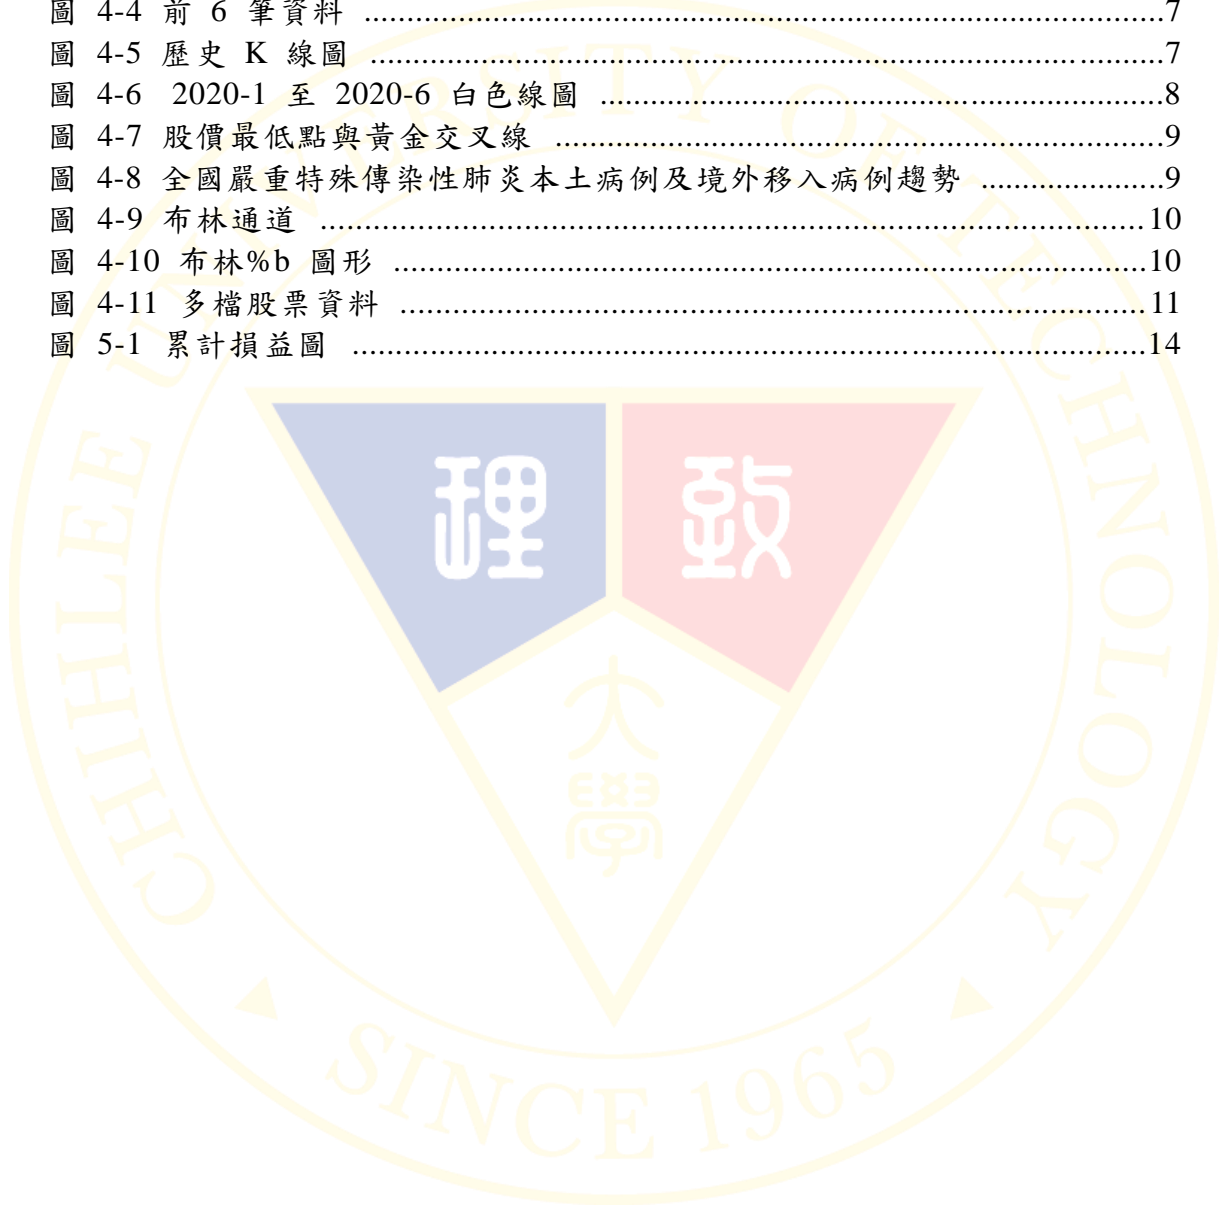 圖 4-4 前 6 筆資料 ..........7
圖 4-5 歷史 K 線圖 ..........7
圖 4-6 2020-1 至 2020-6 白色線圖 ..........8
圖 4-7 股價最低點與黃金交叉線 ..........9
圖 4-8 全國嚴重特殊傳染性肺炎本土病例及境外移入病例趨勢 ..........9
圖 4-9 布林通道 ..........10
圖 4-10 布林%b 圖形 ..........10
圖 4-11 多檔股票資料 ..........11
圖 5-1 累計損益圖 ..........14
CHIHLEE UNIVERSITY OF TECHNOLOGY
理 致
大學
SINCE 1965